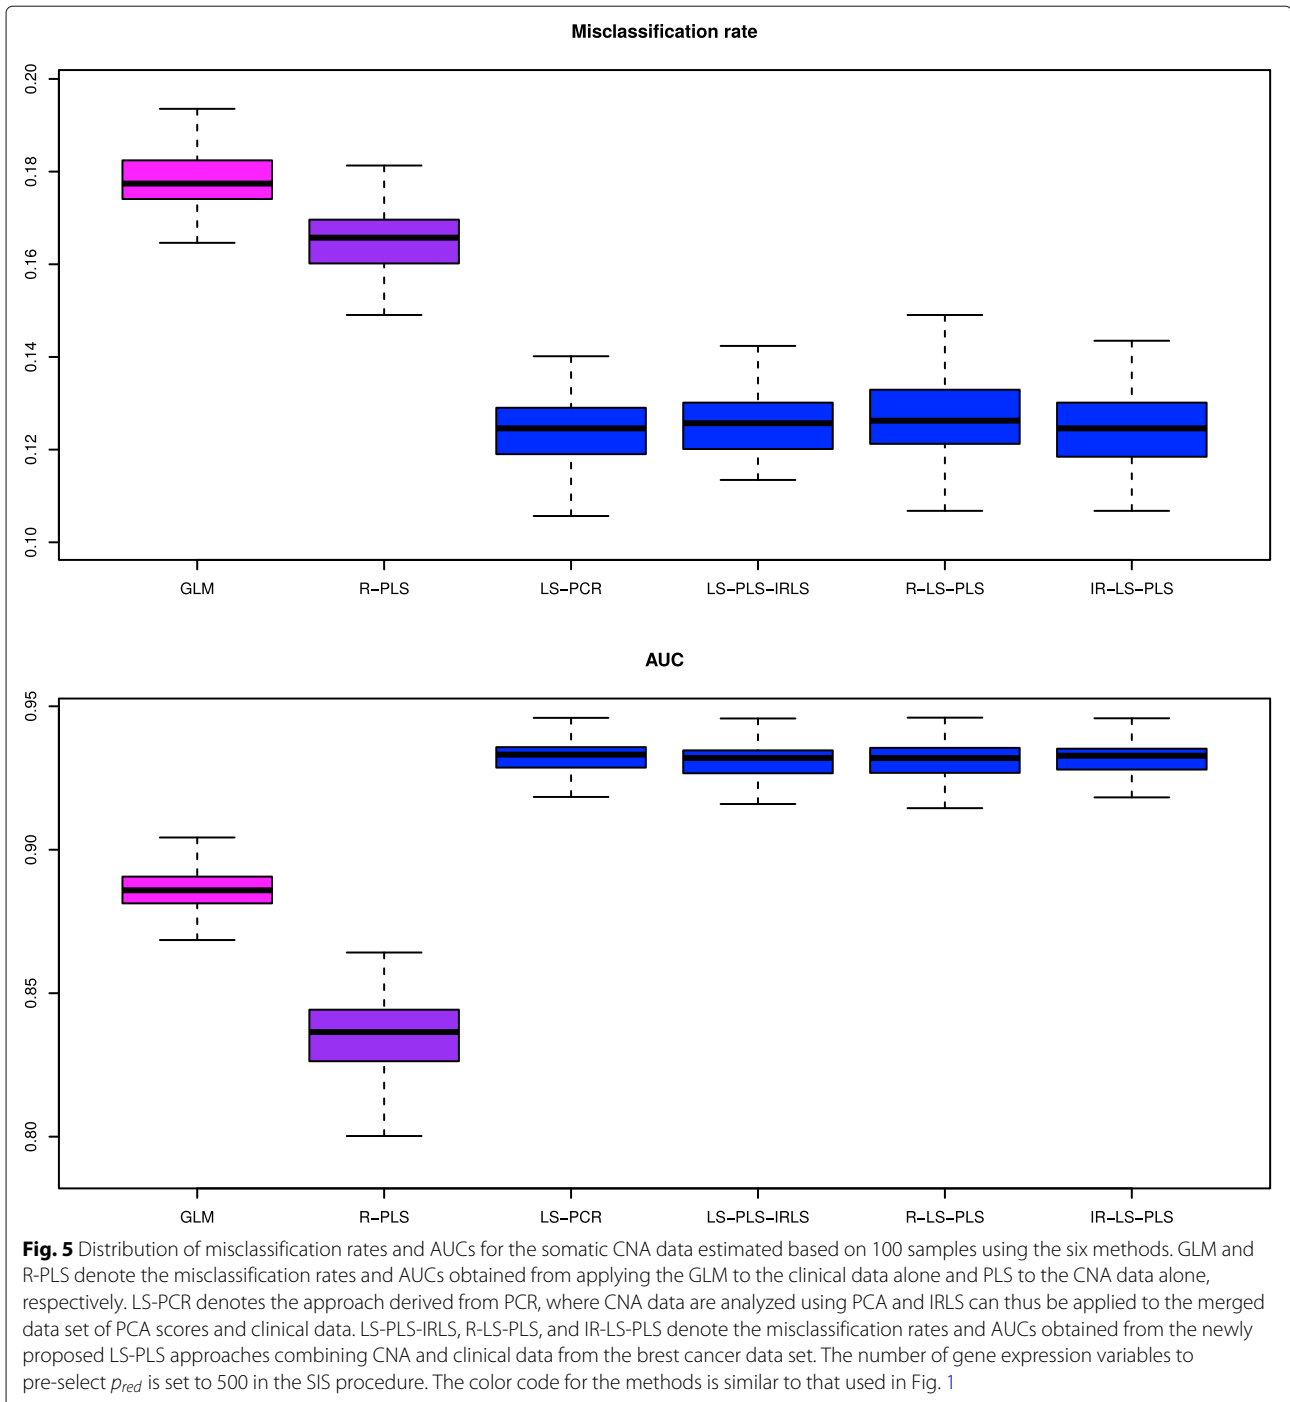 Misclassification rate
0.20
0.18
0.16
0.14
0.12
0.10
GLM R−PLS LS−PCR LS−PLS−IRLS R−LS−PLS IR−LS−PLS
AUC
0.95
0.90
0.85
0.80
GLM R−PLS LS−PCR LS−PLS−IRLS R−LS−PLS IR−LS−PLS
Fig. 5 Distribution of misclassification rates and AUCs for the somatic CNA data estimated based on 100 samples using the six methods. GLM and
R-PLS denote the misclassification rates and AUCs obtained from applying the GLM to the clinical data alone and PLS to the CNA data alone,
respectively. LS-PCR denotes the approach derived from PCR, where CNA data are analyzed using PCA and IRLS can thus be applied to the merged
data set of PCA scores and clinical data. LS-PLS-IRLS, R-LS-PLS, and IR-LS-PLS denote the misclassification rates and AUCs obtained from the newly
proposed LS-PLS approaches combining CNA and clinical data from the brest cancer data set. The number of gene expression variables to
pre-select pred is set to 500 in the SIS procedure. The color code for the methods is similar to that used in Fig. 1